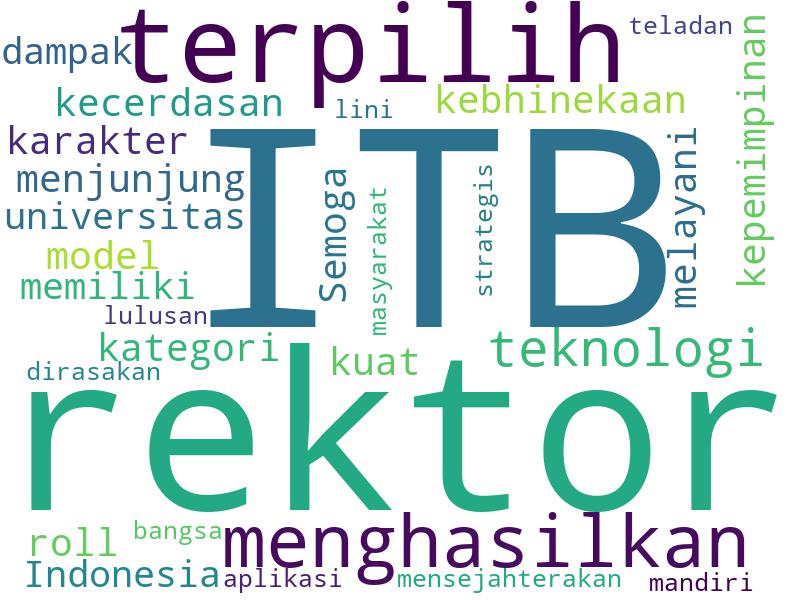 terpilih
teladan
dampak
kecerdasan
lini
kebhinekaan
kepemimpinan
karakter
ITB
melayani
menjunjung
Semoga
masyarakat
strategis
universitas
model
memiliki
lulusan
kategori
kuat
teknologi
dirasakan
rektor
roll
bangsa
menghasilkan
Indonesia
aplikasi
mensejahterakan
mandiri